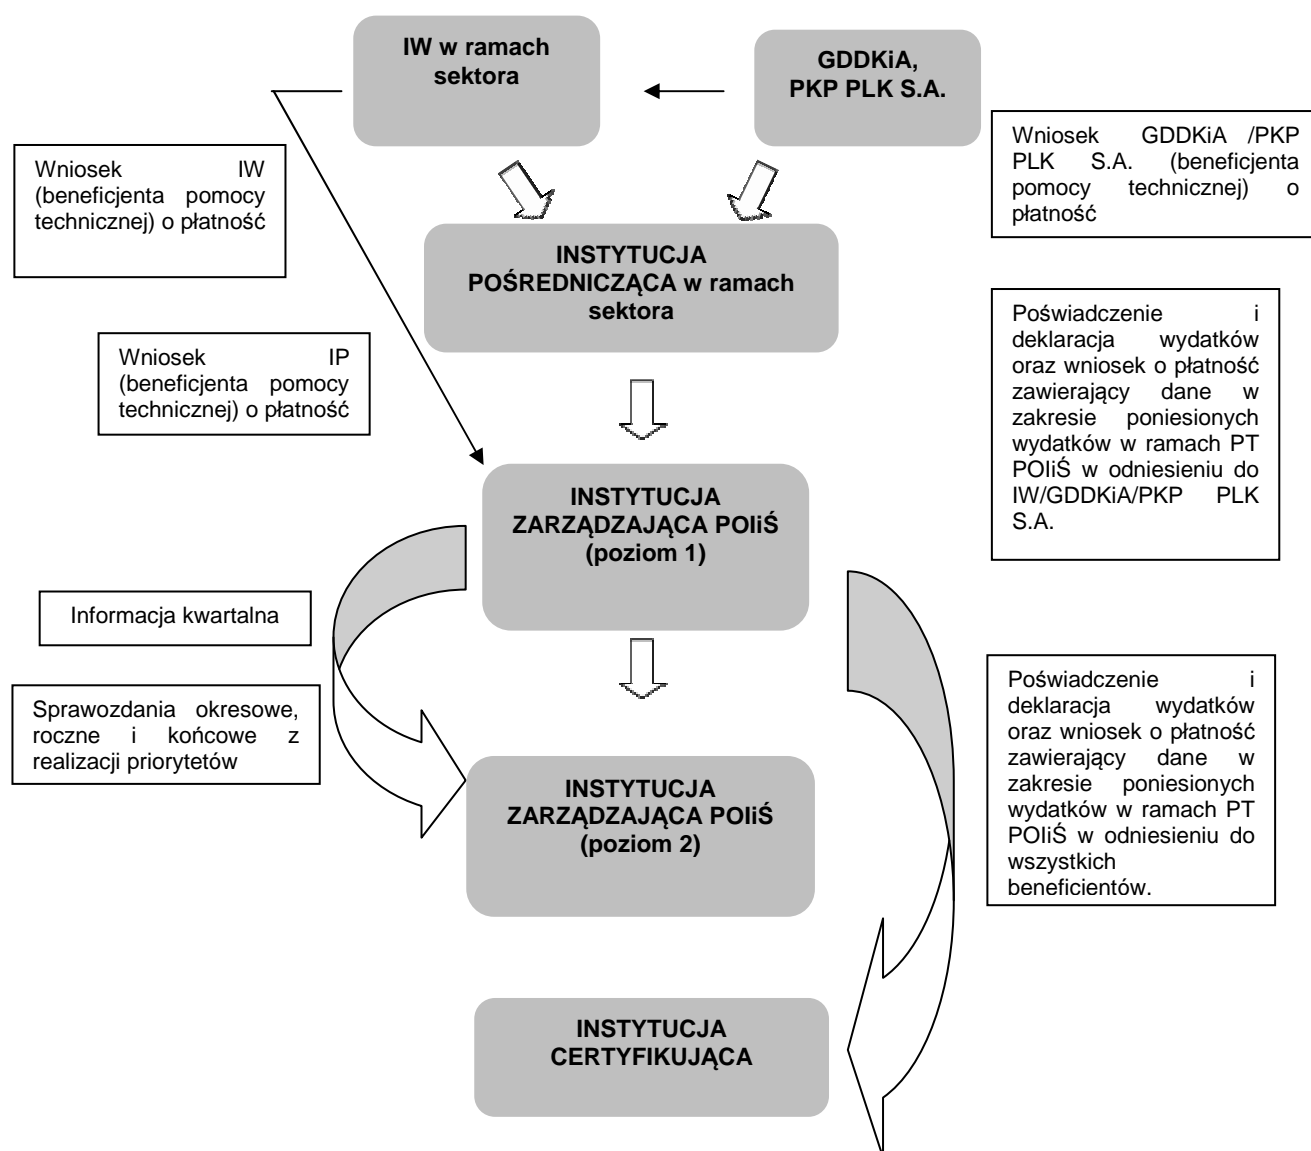 IW w ramach
sektora
GDDKiA,
PKP PLK S.A.
Wniosek GDDKiA /PKP
PLK S.A. (beneficjenta
pomocy technicznej) o
płatność
Wniosek IW
(beneficjenta pomocy
technicznej) o płatność
INSTYTUCJA
POŚREDNICZĄCA w ramach
sektora
Poświadczenie i
deklaracja wydatków
oraz wniosek o płatność
zawierający dane w
zakresie poniesionych
wydatków w ramach PT
POIiŚ w odniesieniu do
IW/GDDKiA/PKP PLK
S.A.
Wniosek IP
(beneficjenta pomocy
technicznej) o płatność
INSTYTUCJA
ZARZĄDZAJĄCA POIiŚ
(poziom 1)
Informacja kwartalna
Sprawozdania okresowe,
roczne i końcowe z
realizacji priorytetów
Poświadczenie i
deklaracja wydatków
oraz wniosek o płatność
zawierający dane w
zakresie poniesionych
wydatków w ramach PT
POIiŚ w odniesieniu do
wszystkich
beneficientów.
INSTYTUCJA
ZARZĄDZAJĄCA POIiŚ
(poziom 2)
INSTYTUCJA
CERTYFIKUJĄCA